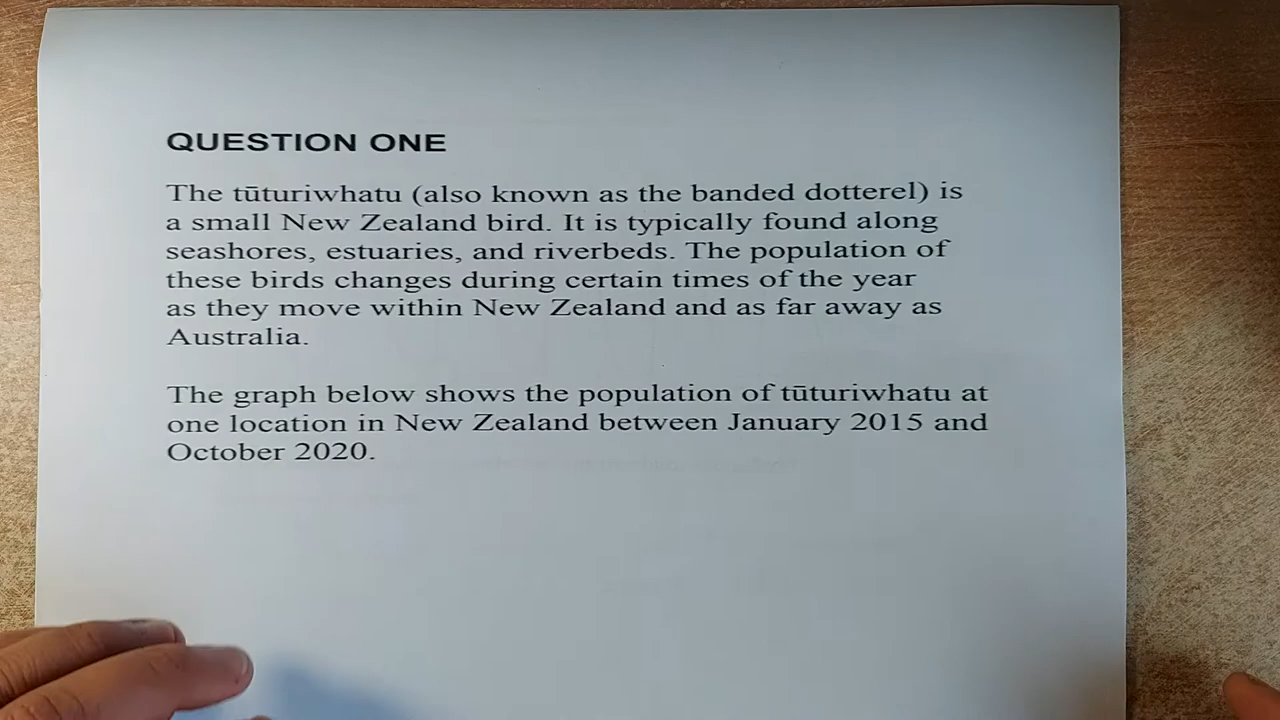 QUESTION ONE
The tūturiwhatu (also known as the banded dotterel) is
a small New Zealand bird. It is typically found along
seashores, estuaries, and riverbeds. The population of
these birds changes during certain times of the year
as they move within New Zealand and as far away as
Australia.
The graph below shows the population of tūturiwhatu at
one location in New Zealand between January 2015 and
October 2020.